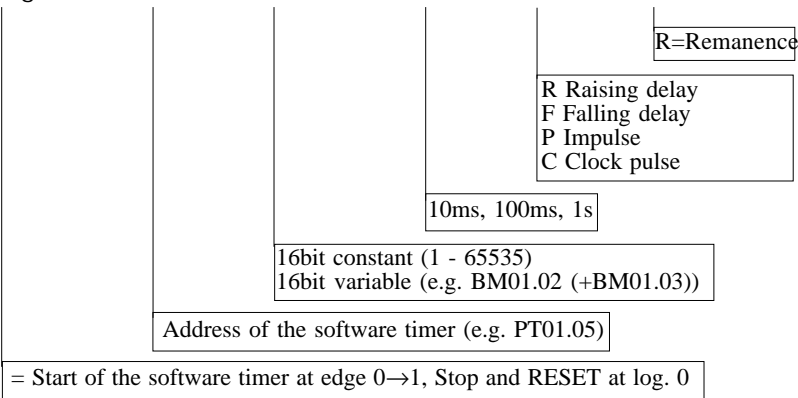 R=Remanence
R Raising delay
F Falling delay
P Impulse
C Clock pulse
10ms, 100ms, 1s
16bit constant (1 - 65535)
16bit variable (e.g. BM01.02 (+BM01.03))
Address of the software timer (e.g. PT01.05)
= Start of the software timer at edge 0→1, Stop and RESET at log. 0